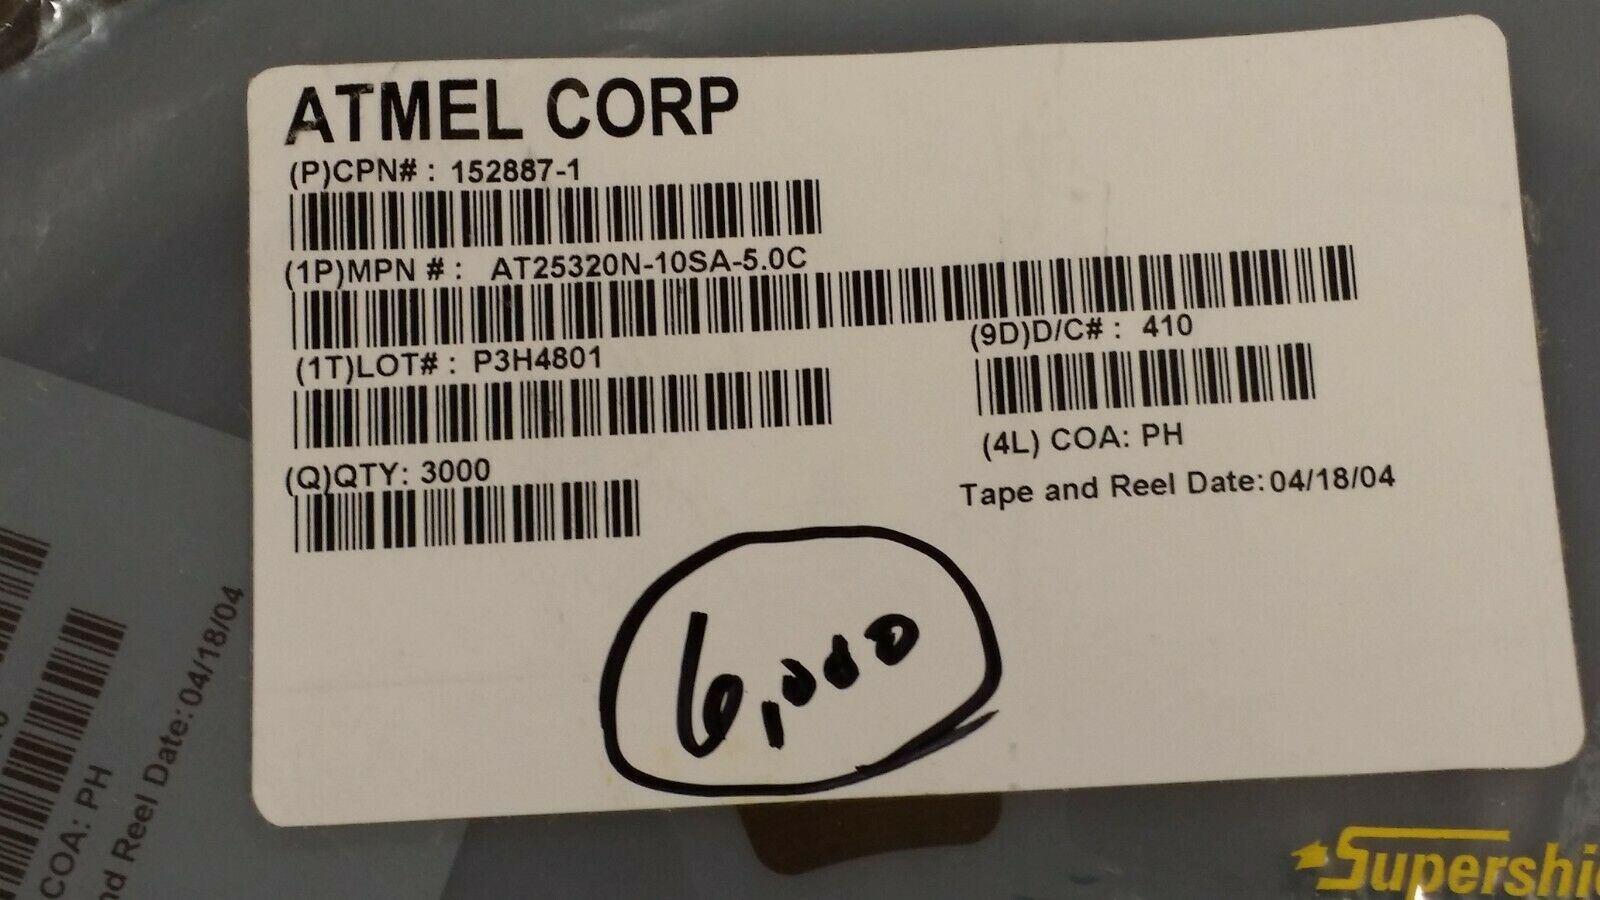 ATMEL CORP
(P)CPN# : 152887-1
(1P)MPN # : AT25320N-10SA-5.0C
(1T)LOT# : P3H4801
(9D)D/C# : 410
(4L) COA: PH
(Q)QTY: 3000
Tape and Reel Date:04/18/04
6,000
COA: PH
nd Reel Date:04/18/04
Supershie